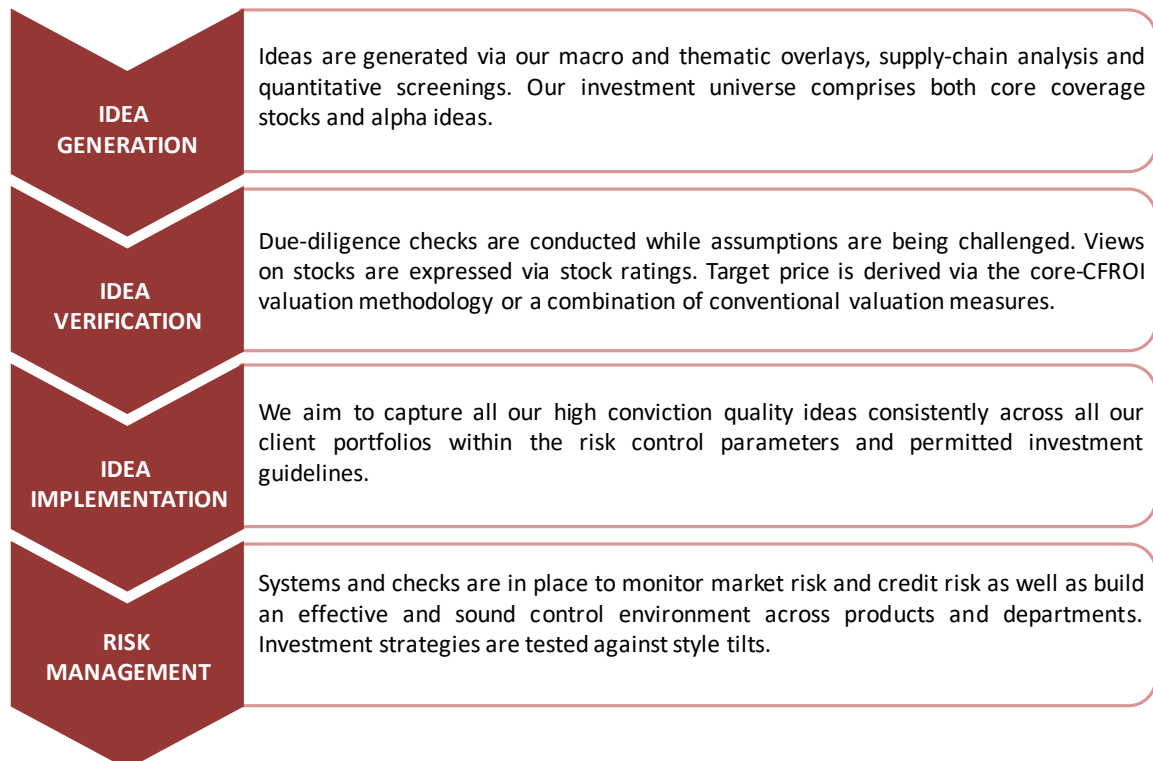 IDEA
GENERATION
Ideas are generated via our macro and thematic overlays, supply-chain analysis and
quantitative screenings. Our investment universe comprises both core coverage
stocks and alpha ideas.
IDEA
VERIFICATION
Due-diligence checks are conducted while assumptions are being challenged. Views
on stocks are expressed via stock ratings. Target price is derived via the core-CFROI
valuation methodology or a combination of conventional valuation measures.
IDEA
IMPLEMENTATION
We aim to capture all our high conviction quality ideas consistently across all our
client portfolios within the risk control parameters and permitted investment
guidelines.
RISK
MANAGEMENT
Systems and checks are in place to monitor market risk and credit risk as well as build
an effective and sound control environment across products and departments.
Investment strategies are tested against style tilts.